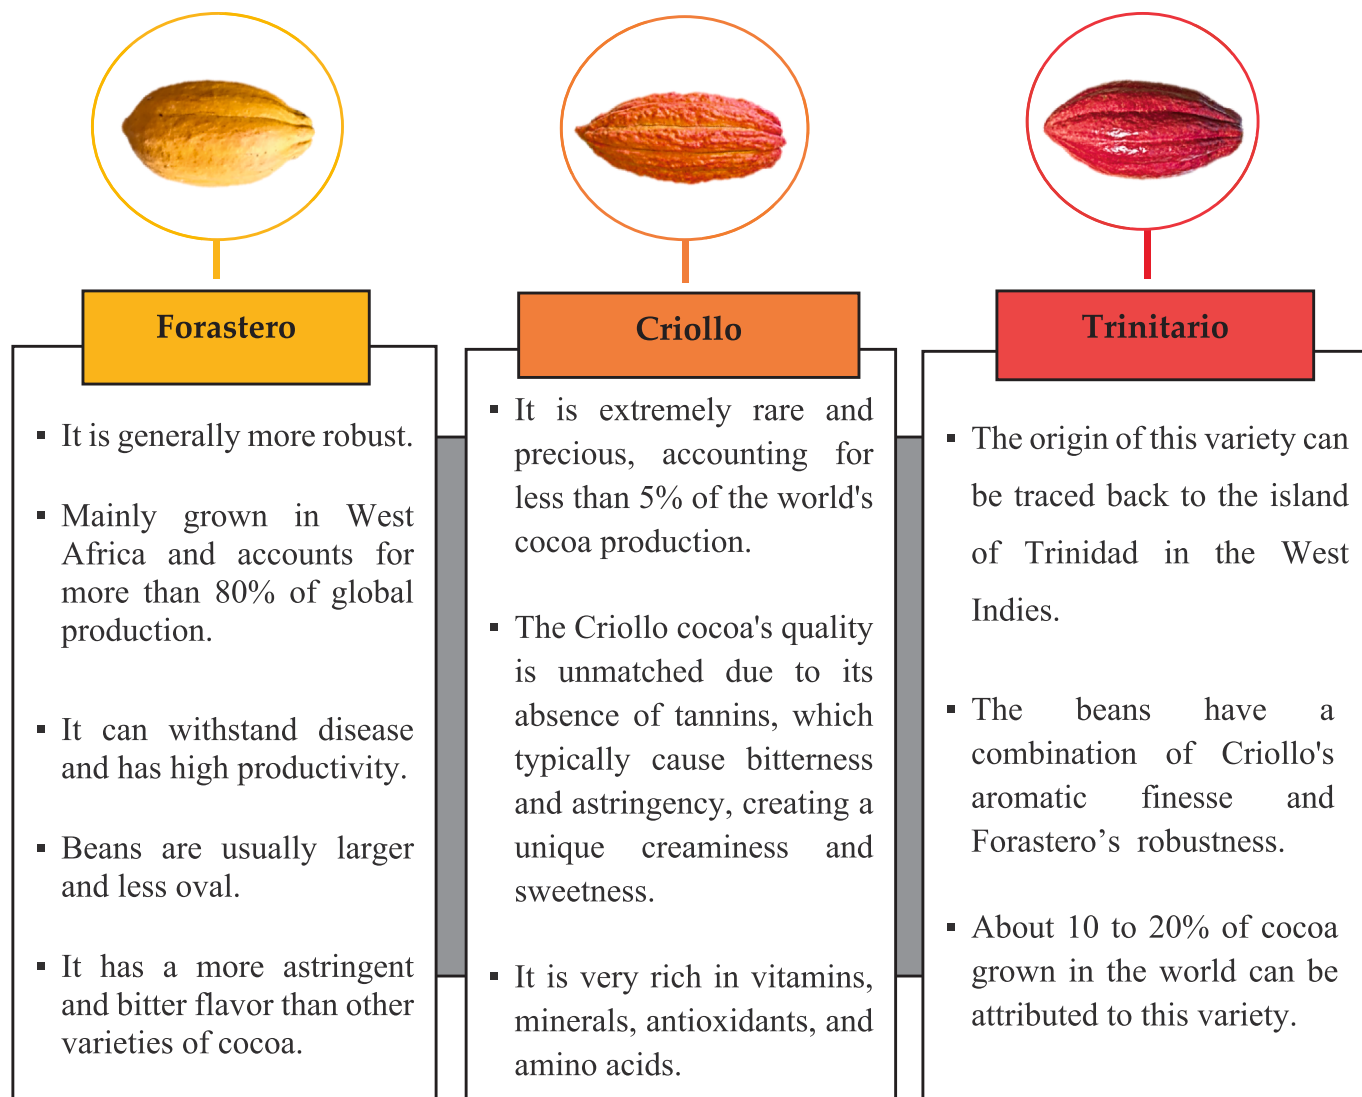 Forastero
▪ It is generally more robust.
▪ Mainly grown in West
Africa and accounts for
more than 80% of global
production.
▪ It can withstand disease
and has high productivity.
▪ Beans are usually larger
and less oval.
▪ It has a more astringent
and bitter flavor than other
varieties of cocoa.
Criollo
▪ It is extremely rare and
precious, accounting for
less than 5% of the world's
cocoa production.
▪ The Criollo cocoa's quality
is unmatched due to its
absence of tannins, which
typically cause bitterness
and astringency, creating a
unique creaminess and
sweetness.
▪ It is very rich in vitamins,
minerals, antioxidants, and
amino acids.
Trinitario
▪ The origin of this variety can
be traced back to the island
of Trinidad in the West
Indies.
▪ The beans have a
combination of Criollo's
aromatic finesse and
Forastero’s robustness.
▪ About 10 to 20% of cocoa
grown in the world can be
attributed to this variety.